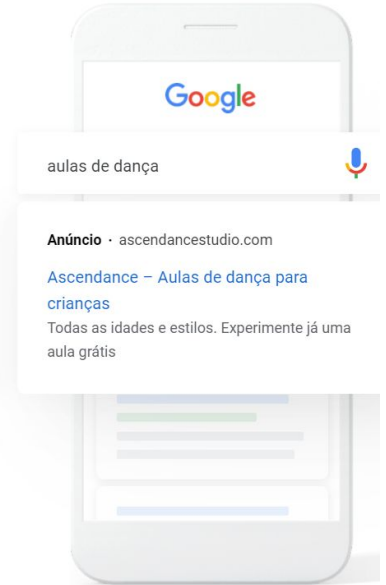 Google
aulas de dança
Anúncio · ascendancestudio.com
Ascendance – Aulas de dança para
crianças
Todas as idades e estilos. Experimente já uma
aula grátis